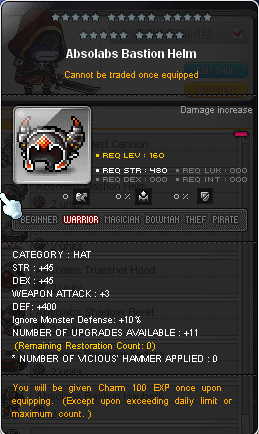 Absolabs Bastion Helm
Cannot be traded once equipped
Damage increase
REQ LEV : 160
REQ STR : 480 REQ LUK : 000
REQ DEX : 000 REQ INT : 000
0 % 0 % 0 %
BEGINNER WARRIOR MAGICIAN BOWMAN THIEF PIRATE
CATEGORY : HAT
STR : +45
DEX : +45
WEAPON ATTACK : +3
DEF: +400
Ignore Monster Defense: +10%
NUMBER OF UPGRADES AVAILABLE : +11
(Remaining Restoration Count: 0)
* NUMBER OF VICIOUS' HAMMER APPLIED : 0
You will be given Charm 100 EXP once upon
equipping. (Except upon exceeding daily limit or
maximum count. )